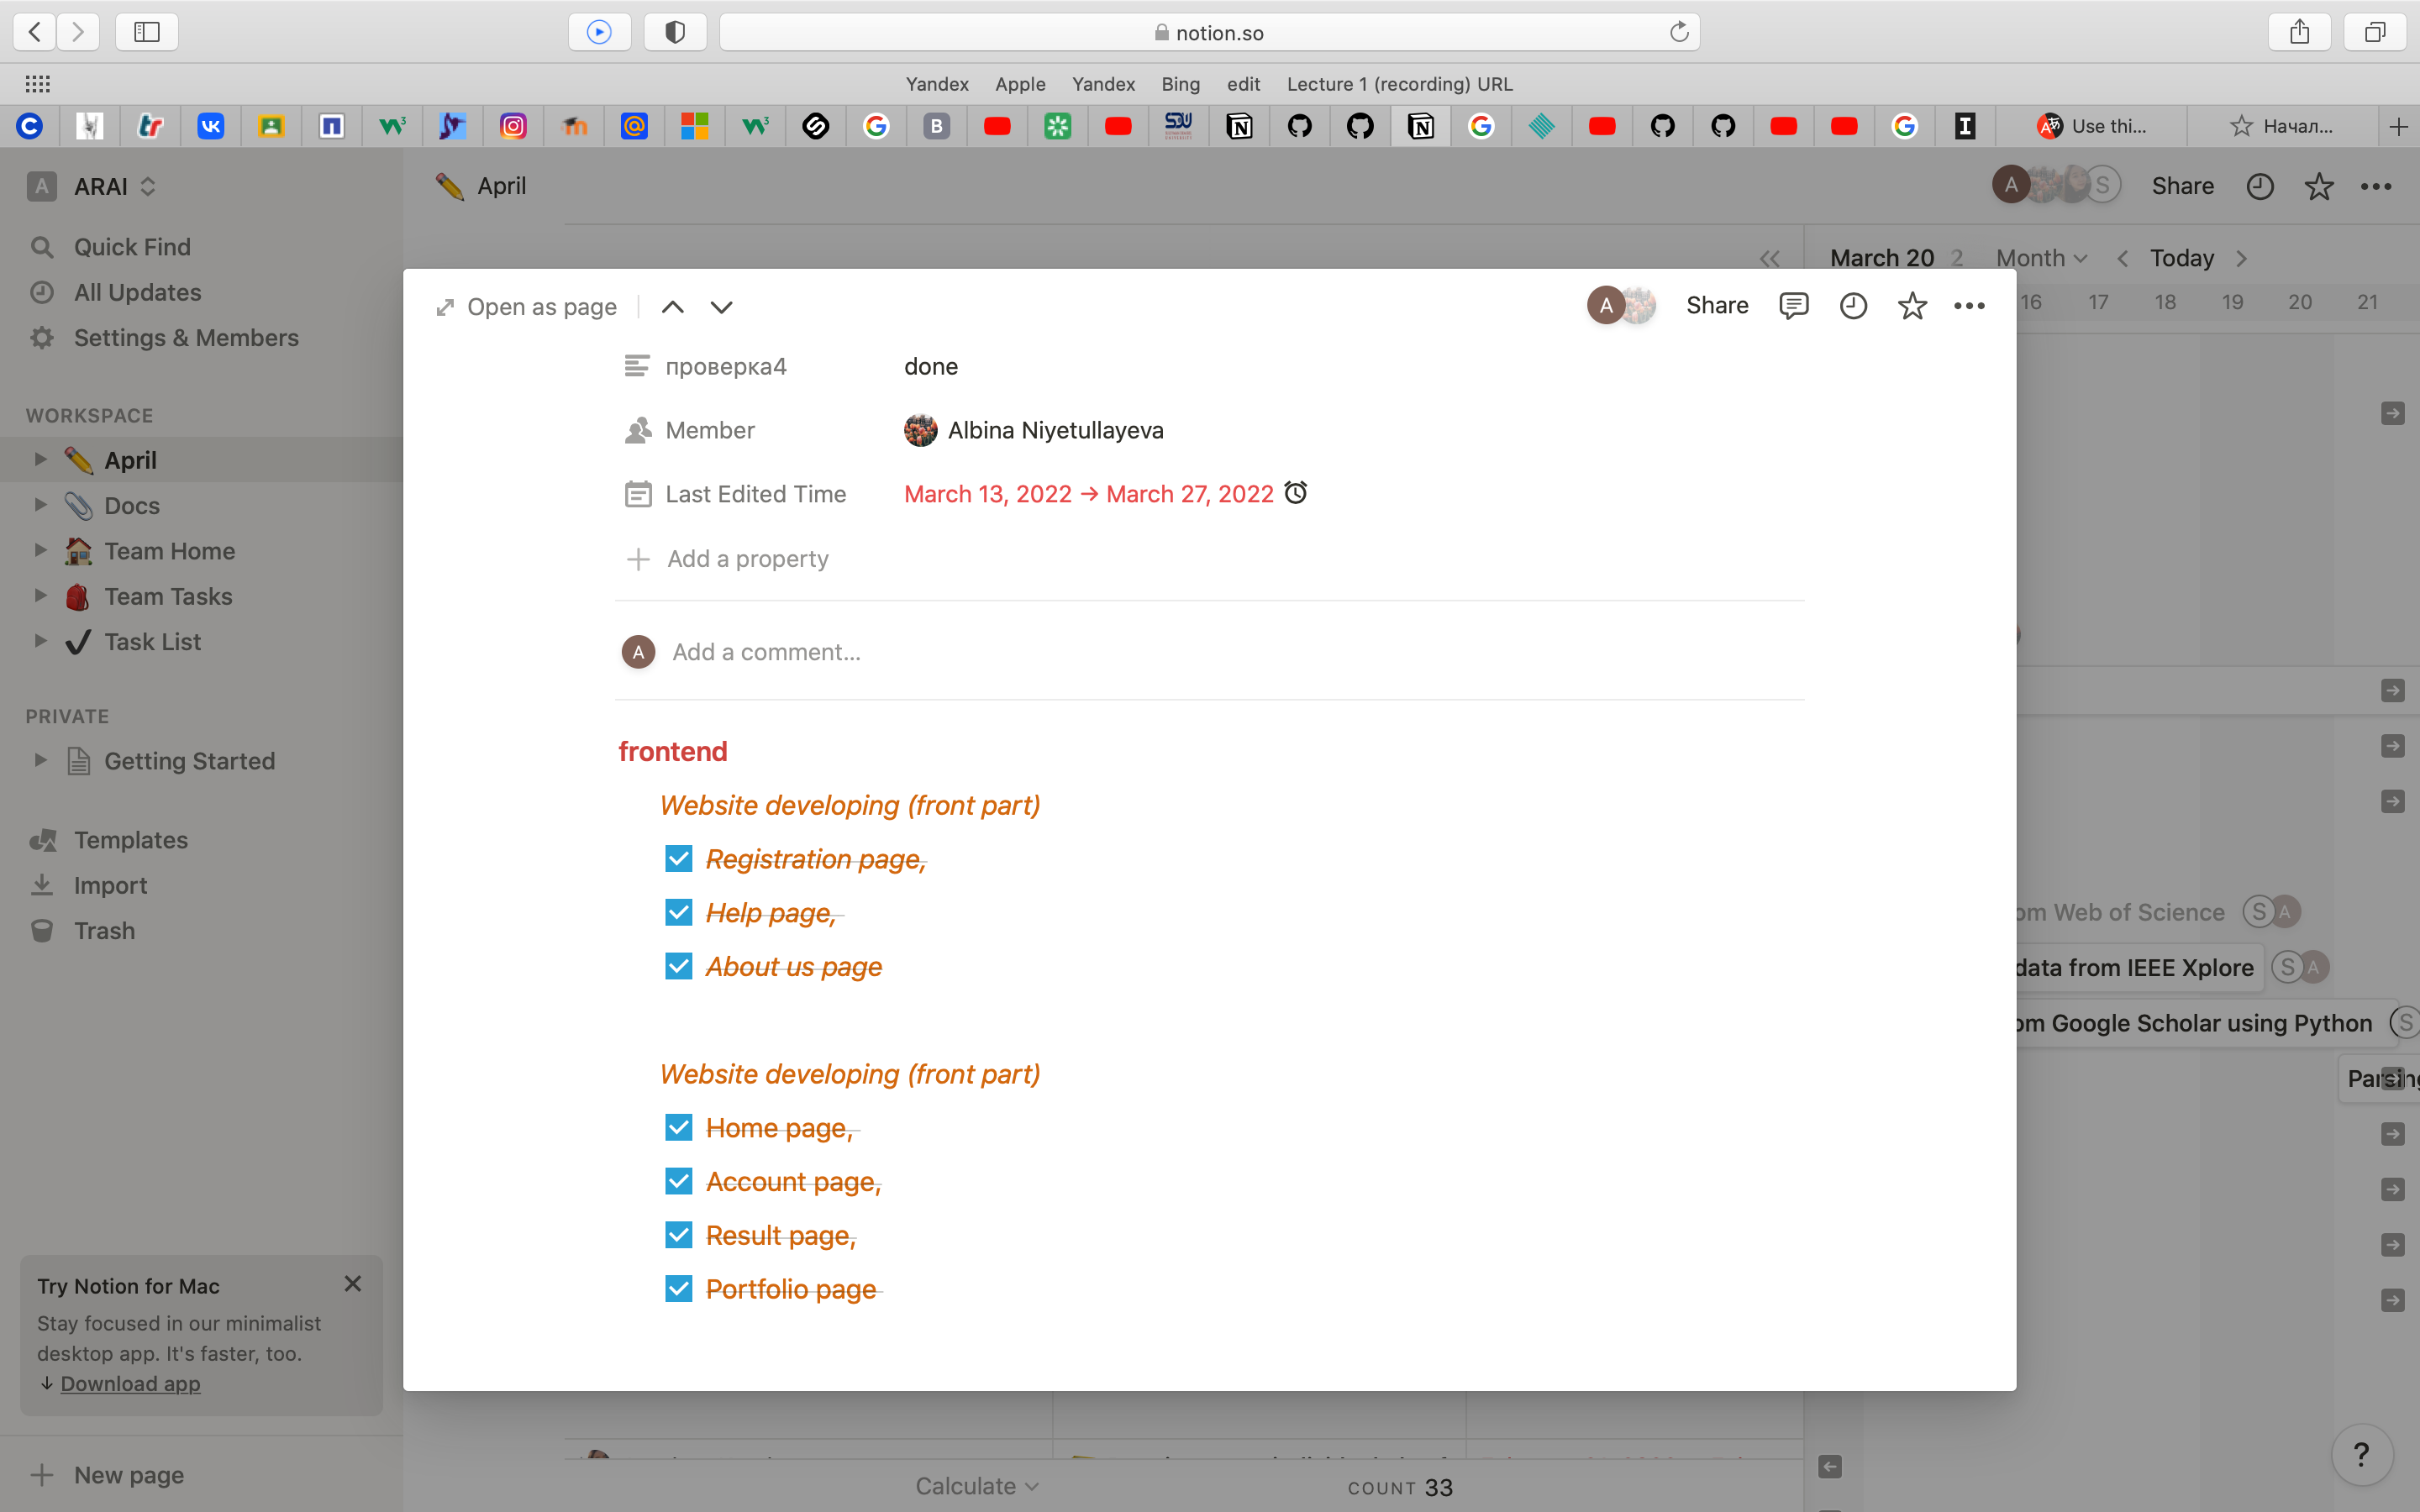 notion.so
Yandex Apple Yandex Bing edit Lecture 1 (recording) URL
Use thi...
Начал...
A ARAI
Quick Find
All Updates
Settings & Members
WORKSPACE
April
Docs
Team Home
Team Tasks
Task List
PRIVATE
Getting Started
Templates
Import
Trash
Try Notion for Mac
Stay focused in our minimalist
desktop app. It's faster, too.
Download app
New page
April
A S Share
March 20 2 Month Today
16 17 18 19 20 21
Open as page
A Share
проверка4 done
Member Albina Niyetullayeva
Last Edited Time March 13, 2022 → March 27, 2022
Add a property
A Add a comment...
frontend
Website developing (front part)
Registration page,
Help page,
About us page
Website developing (front part)
Home page,
Account page,
Result page,
Portfolio page
om Web of Science S A
data from IEEE Xplore S A
om Google Scholar using Python S
Calculate
COUNT 33
?